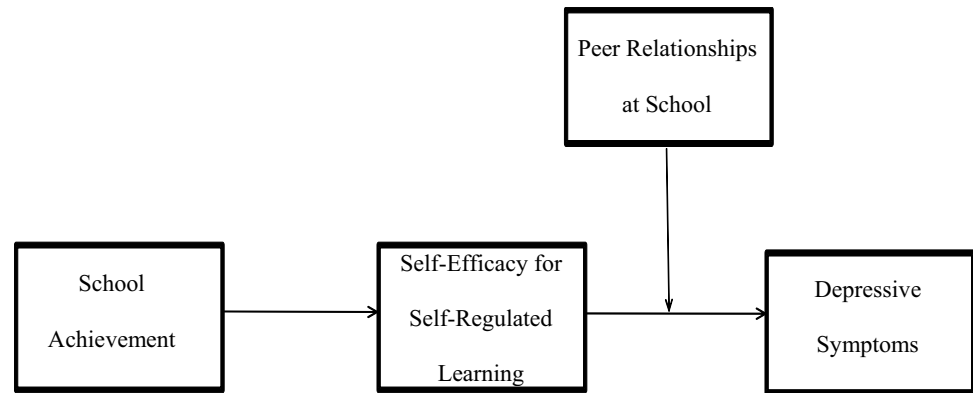 Peer Relationships
at School
School
Achievement
Self-Efficacy for
Self-Regulated
Learning
Depressive
Symptoms